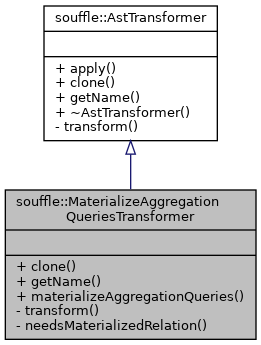 souffle::AstTransformer
+ apply()
+ clone()
+ getName()
+ ~AstTransformer()
- transform()
souffle::MaterializeAggregation
QueriesTransformer
+ clone()
+ getName()
+ materializeAggregationQueries()
- transform()
- needsMaterializedRelation()